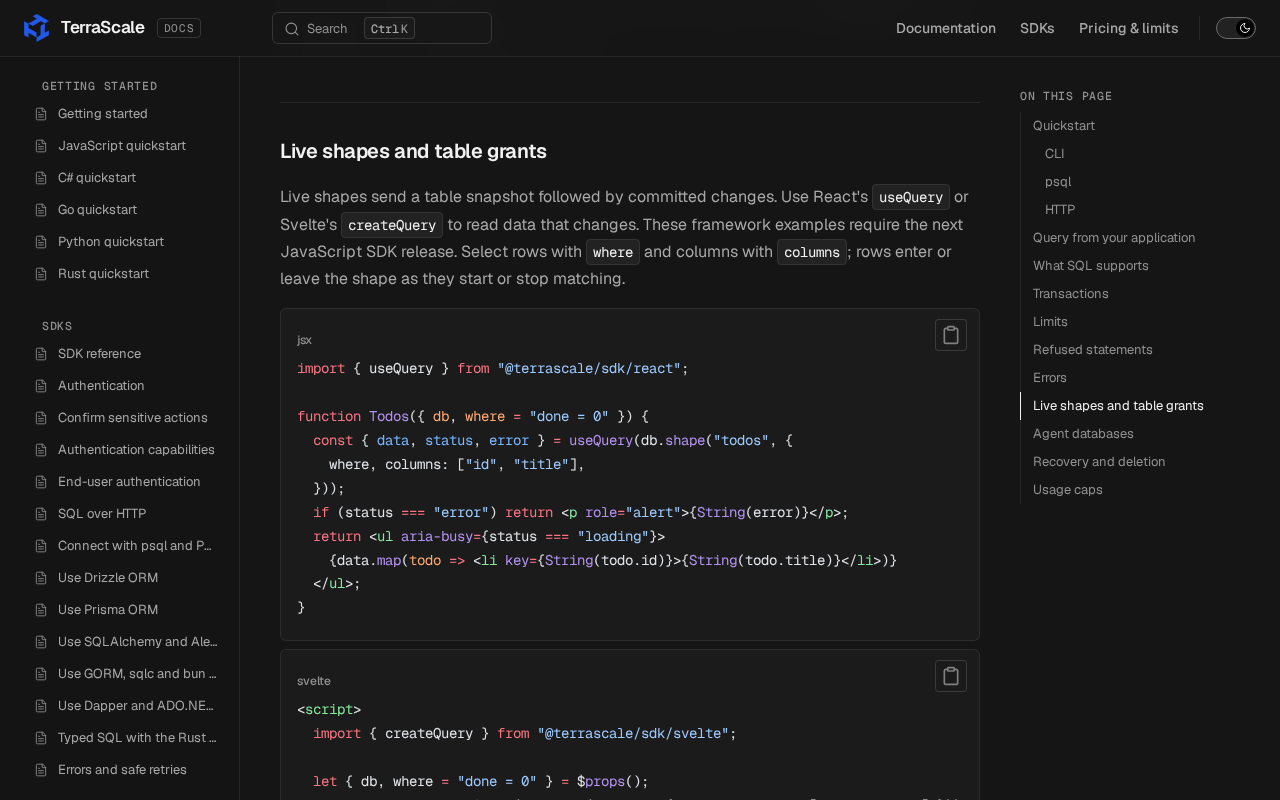 TerraScale DOCS
Search Ctrl K
Documentation SDKs Pricing & limits
GETTING STARTED
Getting started
JavaScript quickstart
C# quickstart
Go quickstart
Python quickstart
Rust quickstart
SDKS
SDK reference
Authentication
Confirm sensitive actions
Authentication capabilities
End-user authentication
SQL over HTTP
Connect with psql and P…
Use Drizzle ORM
Use Prisma ORM
Use SQLAlchemy and Ale…
Use GORM, sqlc and bun …
Use Dapper and ADO.NE…
Typed SQL with the Rust …
Errors and safe retries
Live shapes and table grants
Live shapes send a table snapshot followed by committed changes. Use React's useQuery or
Svelte's createQuery to read data that changes. These framework examples require the next
JavaScript SDK release. Select rows with where and columns with columns; rows enter or
leave the shape as they start or stop matching.
jsx
import { useQuery } from "@terrascale/sdk/react";
function Todos({ db, where = "done = 0" }) {
  const { data, status, error } = useQuery(db.shape("todos", {
    where, columns: ["id", "title"],
  }));
  if (status === "error") return <p role="alert">{String(error)}</p>;
  return <ul aria-busy={status === "loading"}>
    {data.map(todo => <li key={String(todo.id)}>{String(todo.title)}</li>)}
  </ul>;
}
svelte
<script>
  import { createQuery } from "@terrascale/sdk/svelte";
  let { db, where = "done = 0" } = $props();
ON THIS PAGE
Quickstart
CLI
psql
HTTP
Query from your application
What SQL supports
Transactions
Limits
Refused statements
Errors
Live shapes and table grants
Agent databases
Recovery and deletion
Usage caps